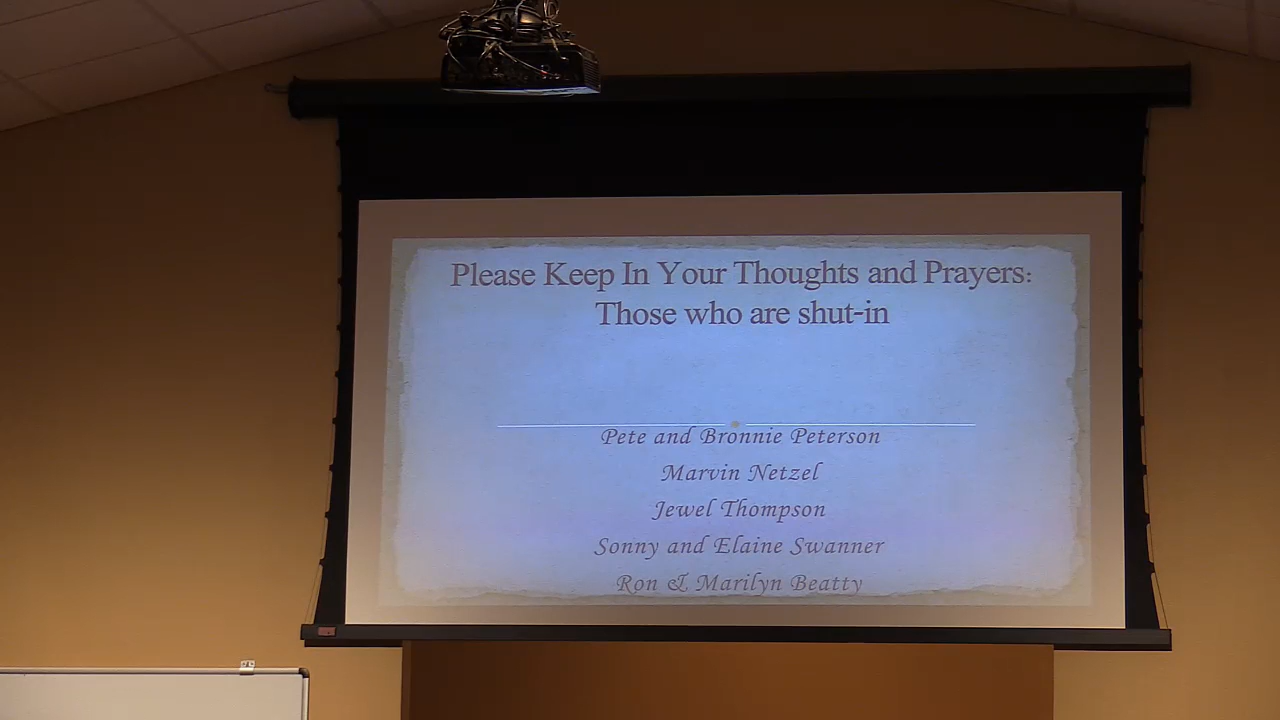 Please Keep In Your Thoughts and Prayers:
Those who are shut-in
Pete and Bronnie Peterson
Marvin Netzel
Jewel Thompson
Sonny and Elaine Swanner
Ron & Marilyn Beatty